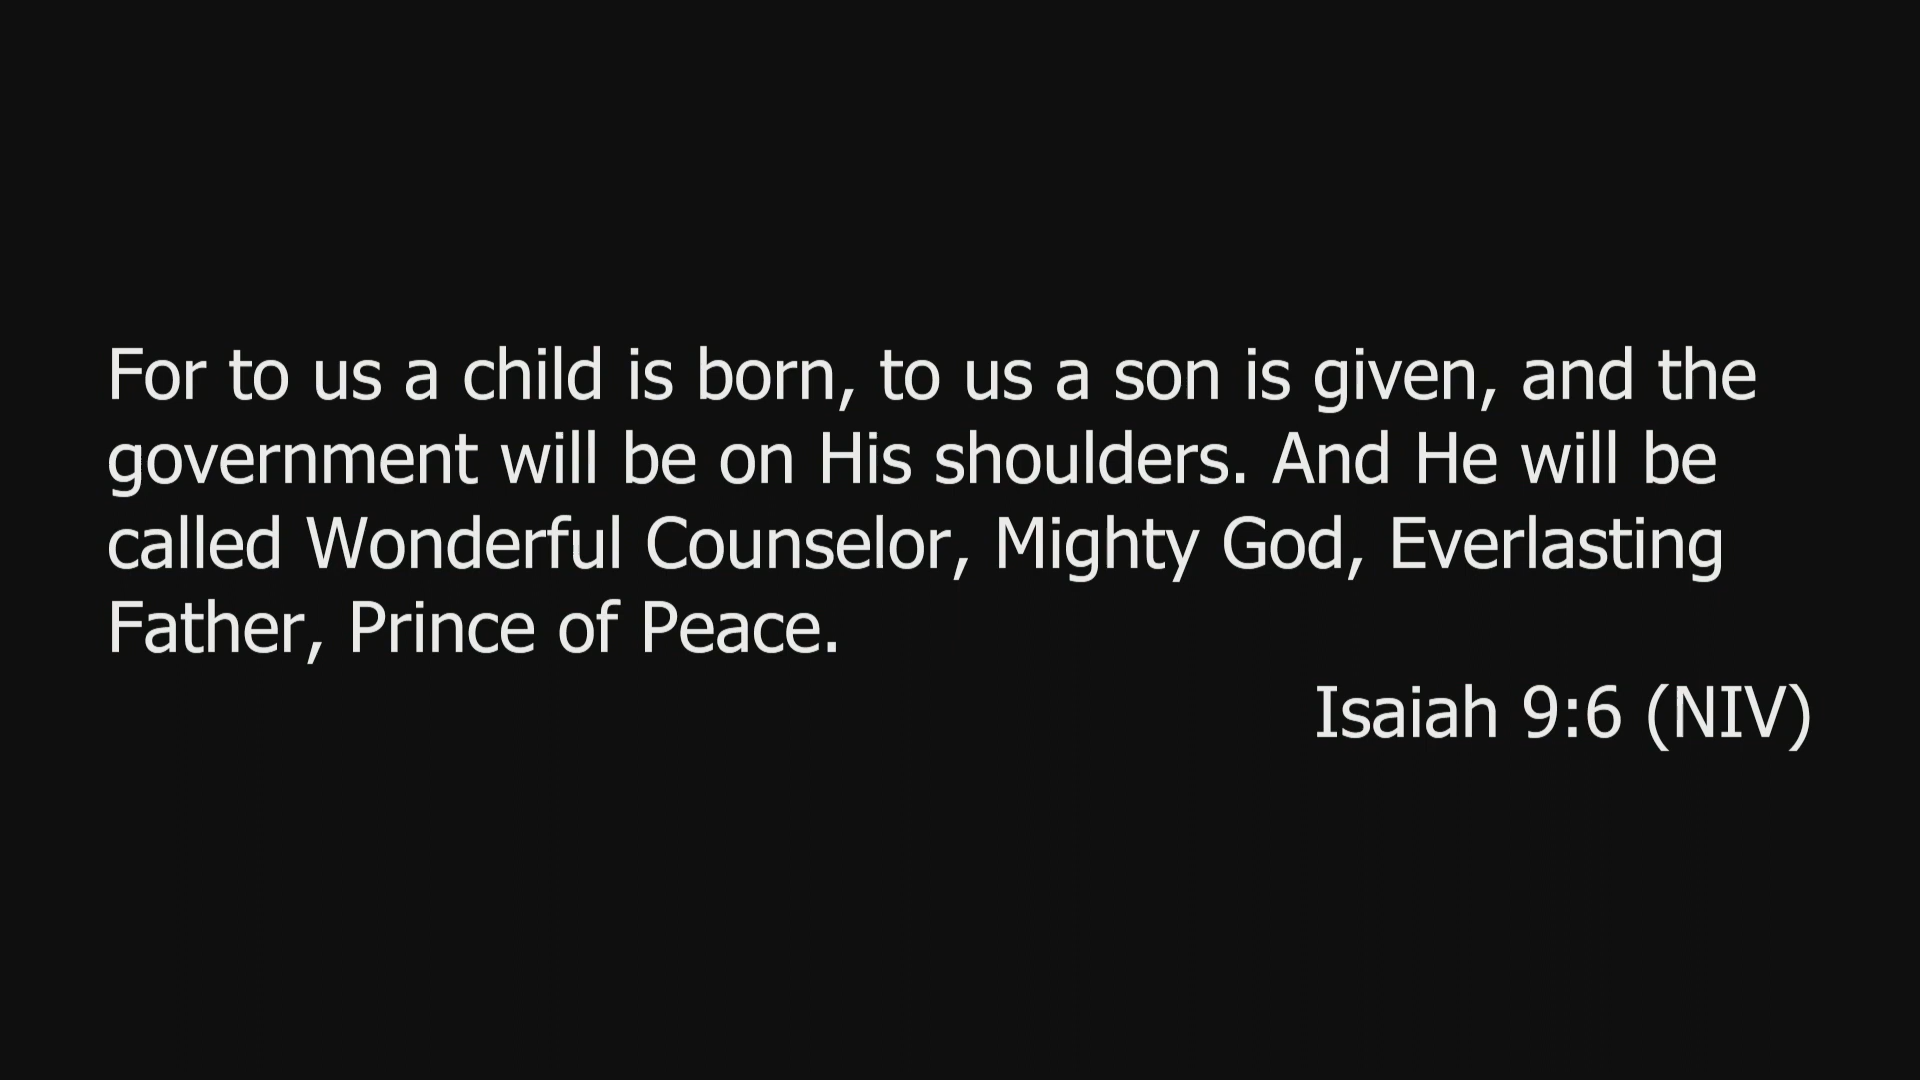 For to us a child is born, to us a son is given, and the
government will be on His shoulders. And He will be
called Wonderful Counselor, Mighty God, Everlasting
Father, Prince of Peace.
Isaiah 9:6 (NIV)